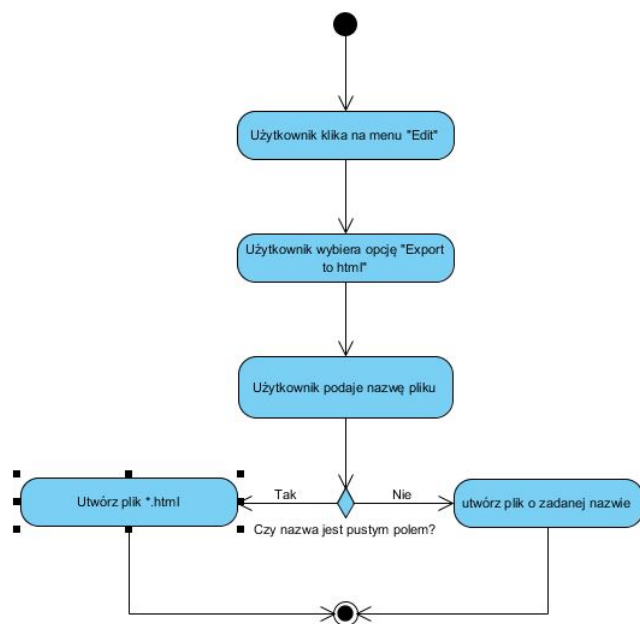 Użytkownik klika na menu "Edit"
Użytkownik wybiera opcję "Export
to html"
Użytkownik podaje nazwę pliku
Tak
Nie
Utwórz plik *.html
utwórz plik o zadanej nazwie
Czy nazwa jest pustym polem?